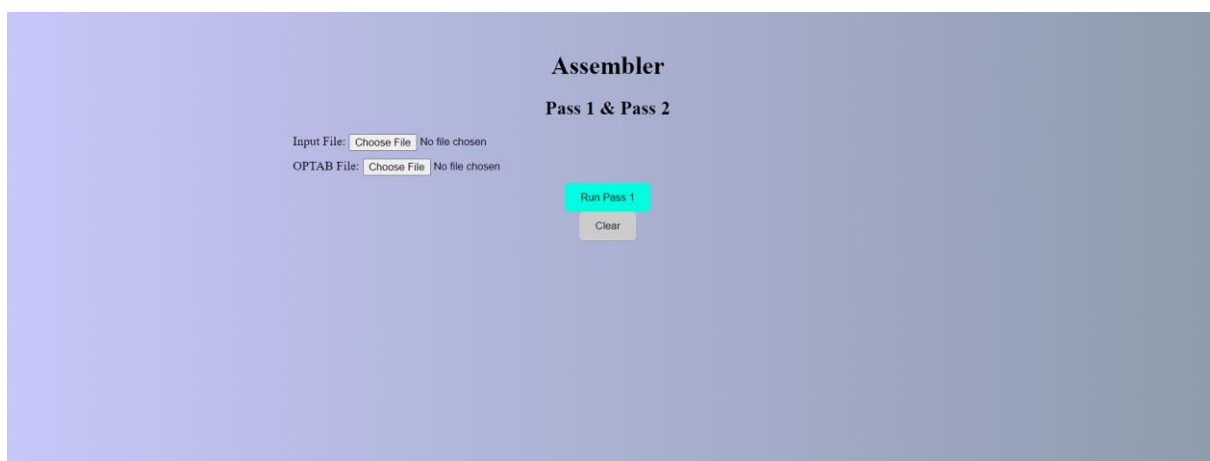 Assembler
Pass 1 & Pass 2
Input File: Choose File No file chosen
OPTAB File: Choose File No file chosen
Run Pass 1
Clear